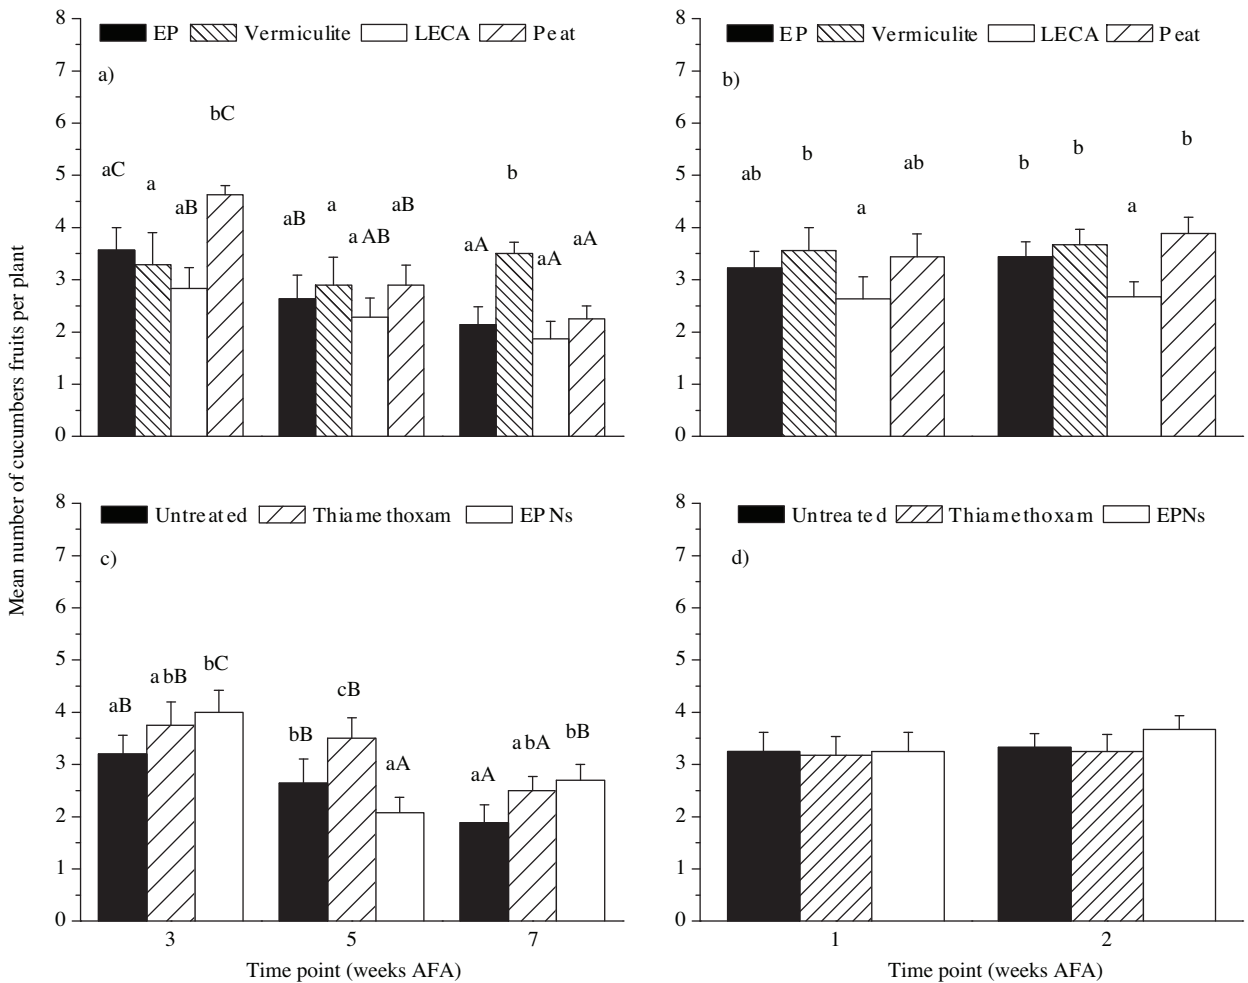 Mean number of cucumbers fruits per plant
8
7
6
5
4
3
2
1
0
EP Vermiculite LECA Peat
a)
aC a aB bC
aB a a AB aB
aA b aA aA
8
7
6
5
4
3
2
1
0
EP Vermiculite LECA Peat
b)
ab b a ab
b b a b
8
7
6
5
4
3
2
1
0
Untreated Thiamethoxam EPNs
c)
aB a bB bC
bB cB aA
aA a bA bB
3 5 7
Time point (weeks AFA)
8
7
6
5
4
3
2
1
0
Untreated Thiamethoxam EPNs
d)
1 2
Time point (weeks AFA)